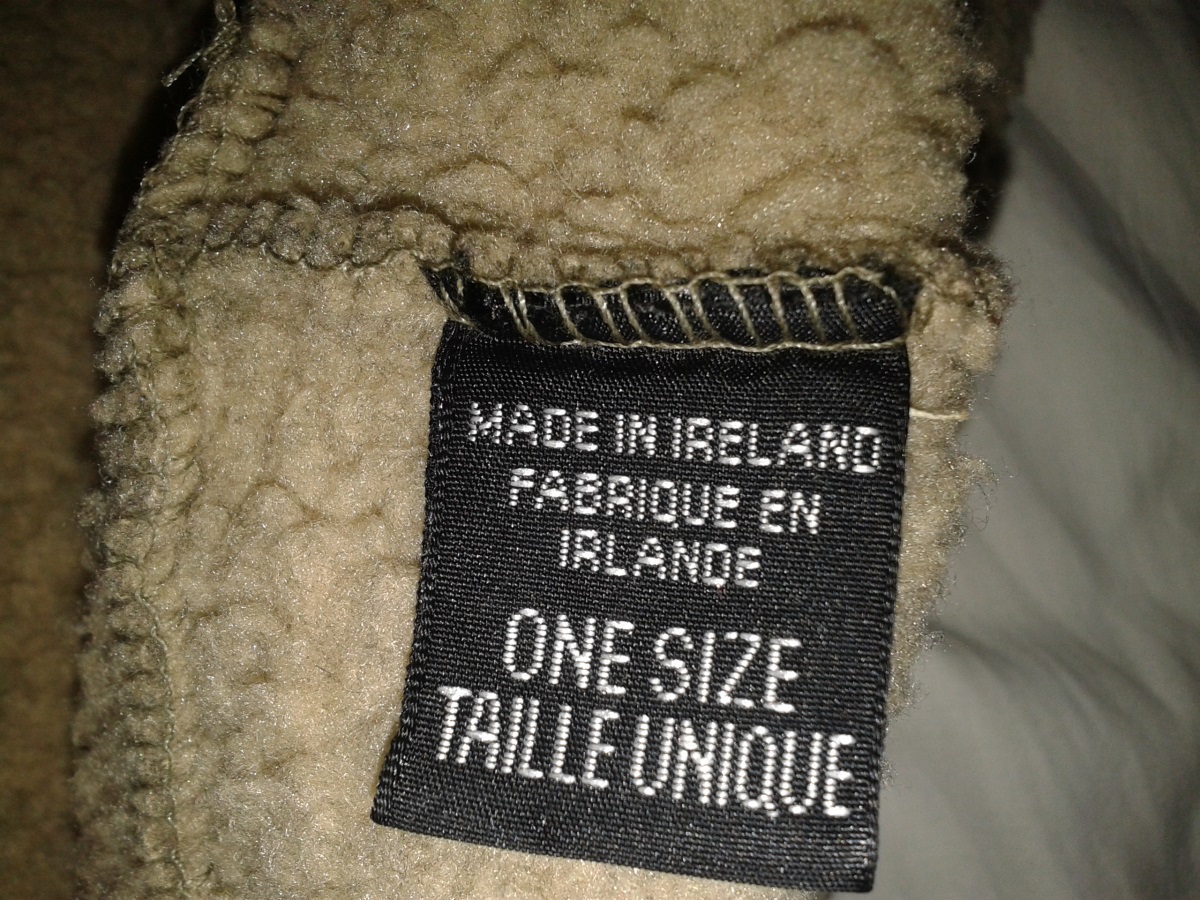 MADE IN IRELAND
FABRIQUE EN
IRLANDE
ONE SIZE
TAILLE UNIQUE